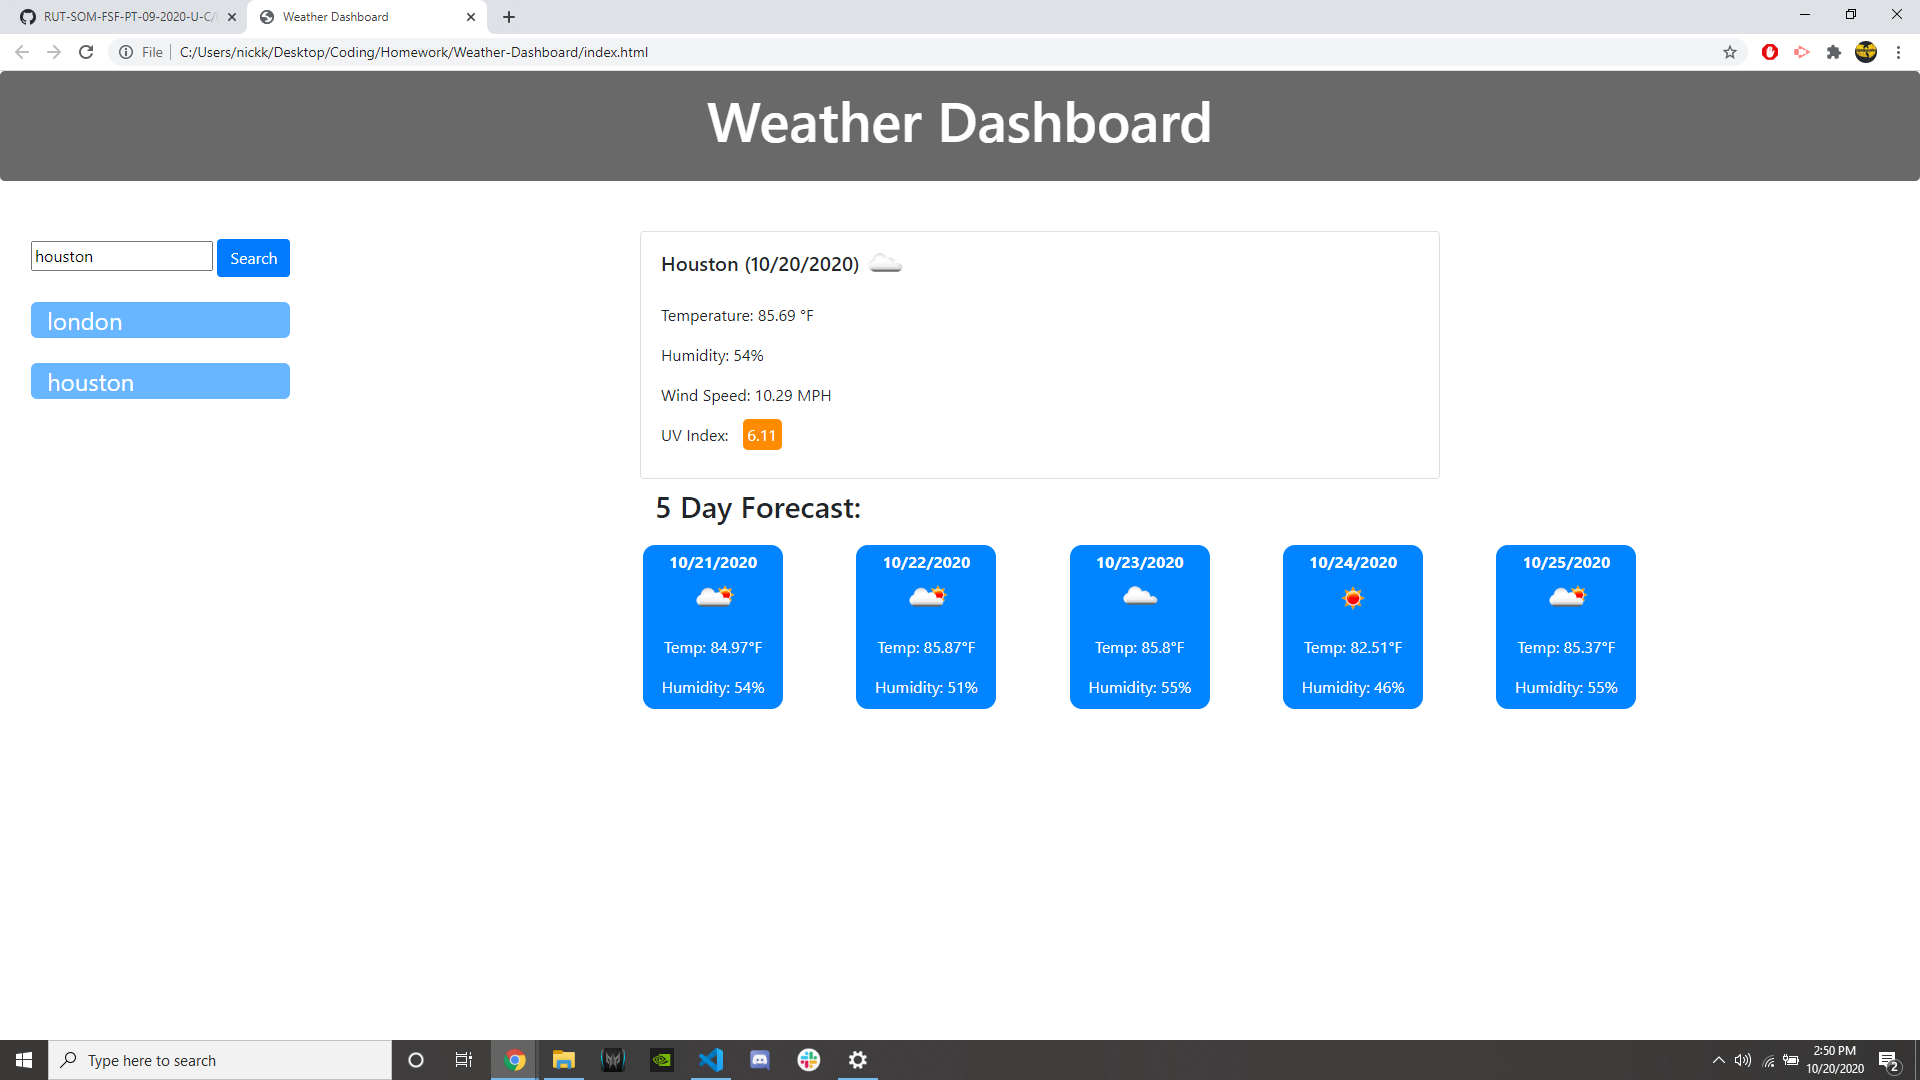 RUT-SOM-FSF-PT-09-2020-U-C/
Weather Dashboard
File
C:/Users/nickk/Desktop/Coding/Homework/Weather-Dashboard/index.html
Weather Dashboard
houston
Search
london
houston
Houston (10/20/2020)
Temperature: 85.69 °F
Humidity: 54%
Wind Speed: 10.29 MPH
UV Index: 6.11
5 Day Forecast:
10/21/2020
Temp: 84.97°F
Humidity: 54%
10/22/2020
Temp: 85.87°F
Humidity: 51%
10/23/2020
Temp: 85.8°F
Humidity: 55%
10/24/2020
Temp: 82.51°F
Humidity: 46%
10/25/2020
Temp: 85.37°F
Humidity: 55%
Type here to search
2:50 PM
10/20/2020
2